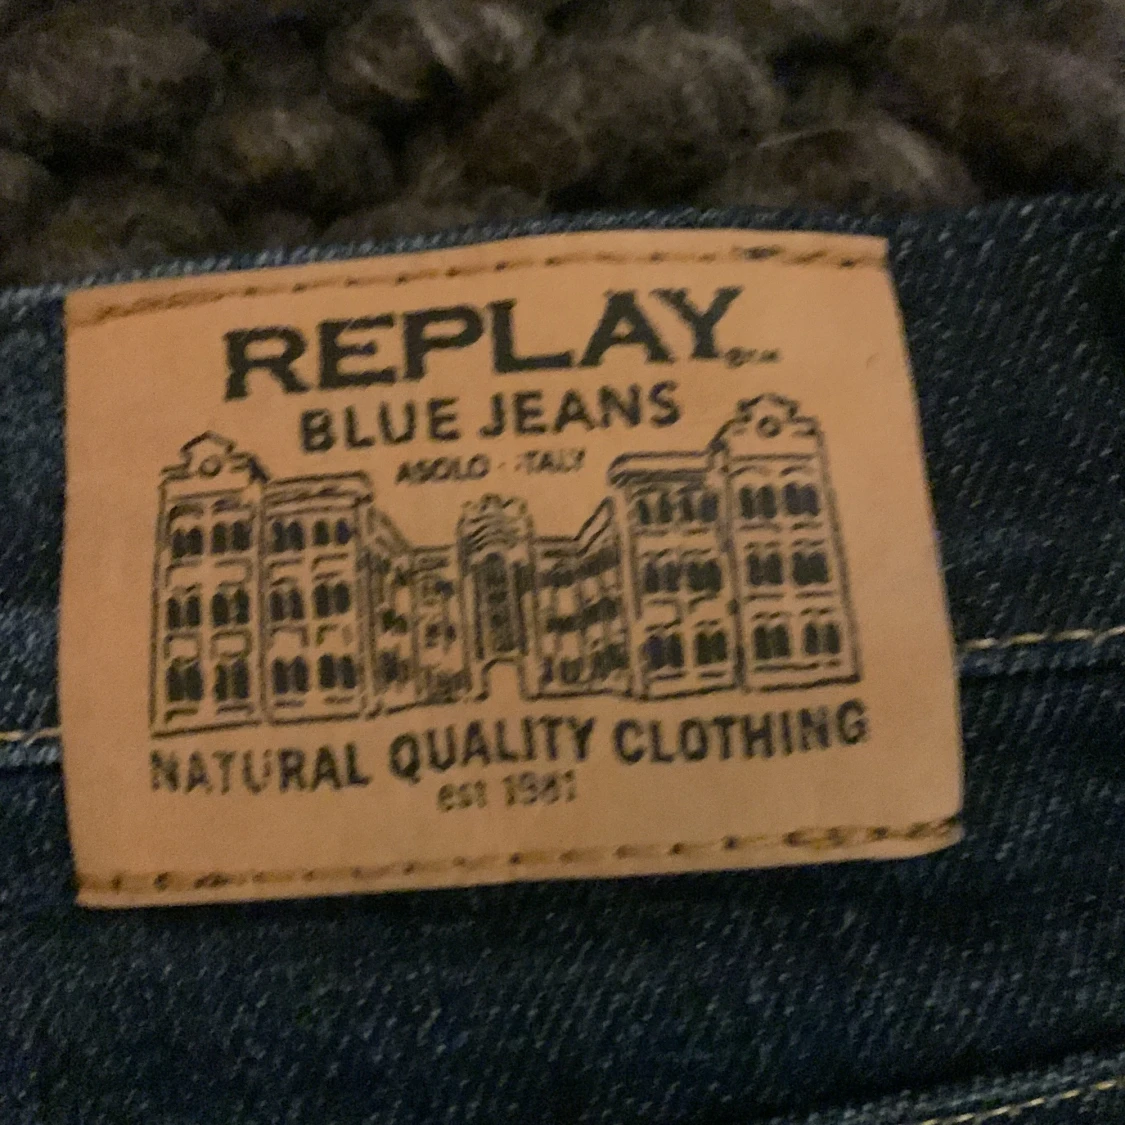 REPLAY
BLUE JEANS
ASOLO - ITALY
NATURAL QUALITY CLOTHING
est 1981